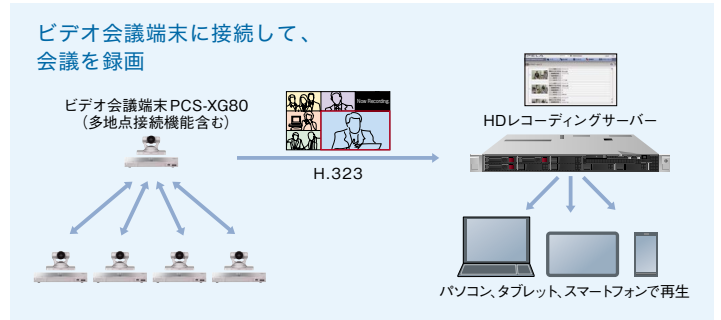 ビデオ会議端末に接続して、
会議を録画
ビデオ会議端末PCS-XG80
（多地点接続機能含む）
Now Recording.
H.323
HDレコーディングサーバー
パソコン、タブレット、スマートフォンで再生